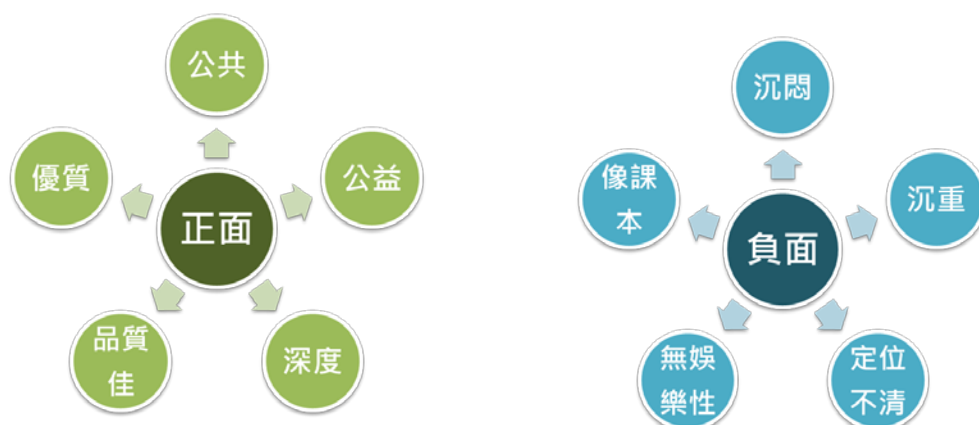 公共
優質
公益
正面
品質
佳
深度
沉悶
像課
本
沉重
負面
無娛
樂性
定位
不清